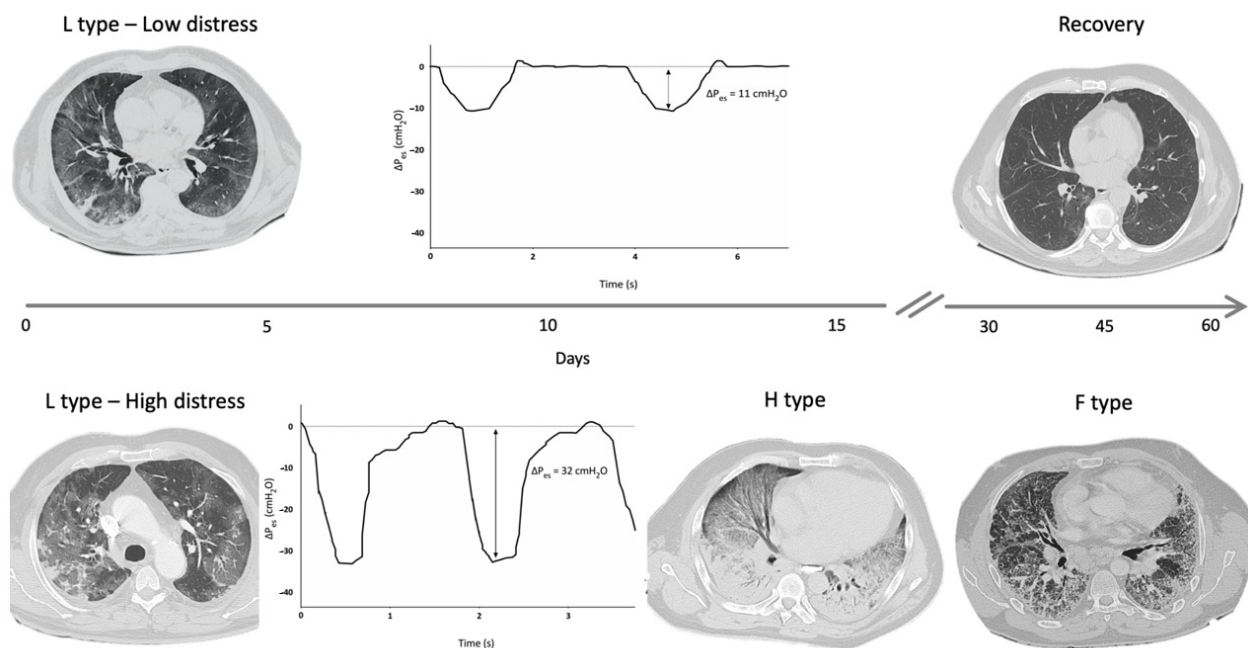 L type – Low distress
Recovery
0
−10
−20
−30
−40
ΔPes (cmH2O)
ΔPes = 11 cmH2O
0
2
4
6
Time (s)
0
5
10
15
30
45
60
Days
L type – High distress
H type
F type
0
−10
−20
−30
−40
ΔPes (cmH2O)
ΔPes = 32 cmH2O
0
1
2
3
Time (s)